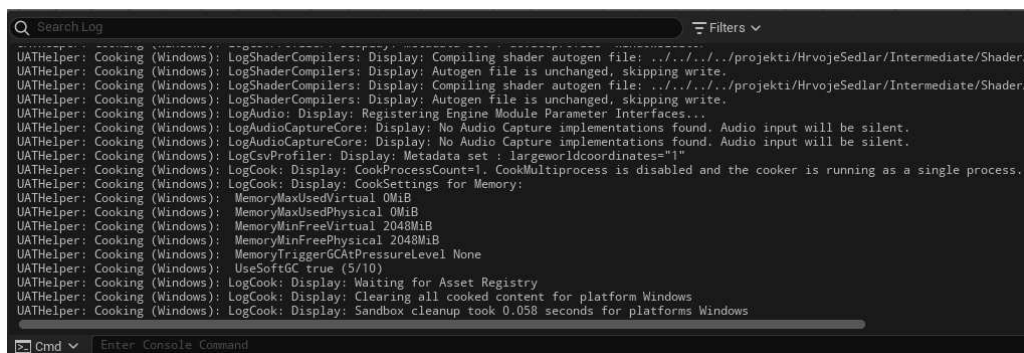 Search Log
Filters
UATHelper: Cooking (Windows): LogShaderCompilers: Display: Compiling shader autogen file: ../../../../projekti/HrvojeSedlar/Intermediate/Shader
UATHelper: Cooking (Windows): LogShaderCompilers: Display: Autogen file is unchanged, skipping write.
UATHelper: Cooking (Windows): LogShaderCompilers: Display: Compiling shader autogen file: ../../../../projekti/HrvojeSedlar/Intermediate/Shader
UATHelper: Cooking (Windows): LogShaderCompilers: Display: Autogen file is unchanged, skipping write.
UATHelper: Cooking (Windows): LogAudio: Display: Registering Engine Module Parameter Interfaces...
UATHelper: Cooking (Windows): LogAudioCaptureCore: Display: No Audio Capture implementations found. Audio input will be silent.
UATHelper: Cooking (Windows): LogAudioCaptureCore: Display: No Audio Capture implementations found. Audio input will be silent.
UATHelper: Cooking (Windows): LogCsvProfiler: Display: Metadata set : largeworldcoordinates="1"
UATHelper: Cooking (Windows): LogCook: Display: CookProcessCount=1. CookMultiprocess is disabled and the cooker is running as a single process.
UATHelper: Cooking (Windows): LogCook: Display: CookSettings for Memory:
UATHelper: Cooking (Windows):  MemoryMaxUsedVirtual 0MiB
UATHelper: Cooking (Windows):  MemoryMaxUsedPhysical 0MiB
UATHelper: Cooking (Windows):  MemoryMinFreeVirtual 2048MiB
UATHelper: Cooking (Windows):  MemoryMinFreePhysical 2048MiB
UATHelper: Cooking (Windows):  MemoryTriggerGCAtPressureLevel None
UATHelper: Cooking (Windows):  UseSoftGC true (5/10)
UATHelper: Cooking (Windows): LogCook: Display: Waiting for Asset Registry
UATHelper: Cooking (Windows): LogCook: Display: Clearing all cooked content for platform Windows
UATHelper: Cooking (Windows): LogCook: Display: Sandbox cleanup took 0.058 seconds for platforms Windows
Cmd
Enter Console Command